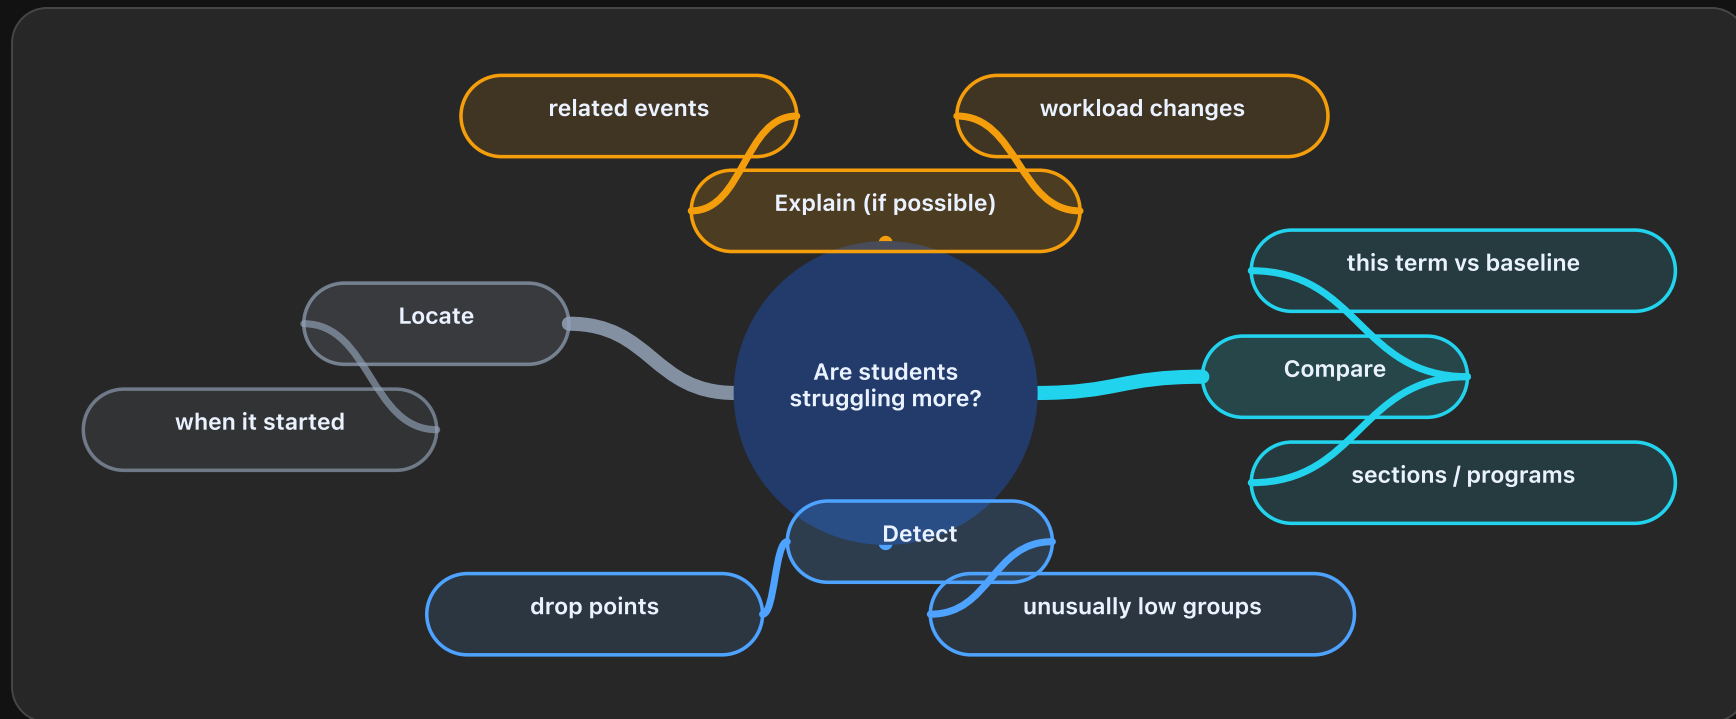 related events
workload changes
Explain (if possible)
this term vs baseline
Locate
Compare
Are students
struggling more?
when it started
sections / programs
Detect
drop points
unusually low groups